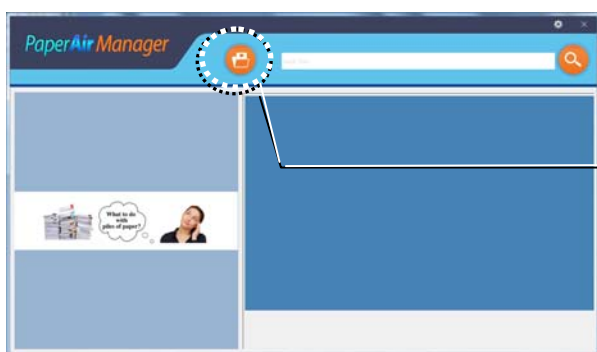 PaperAir Manager
What to do
with
piles of paper?